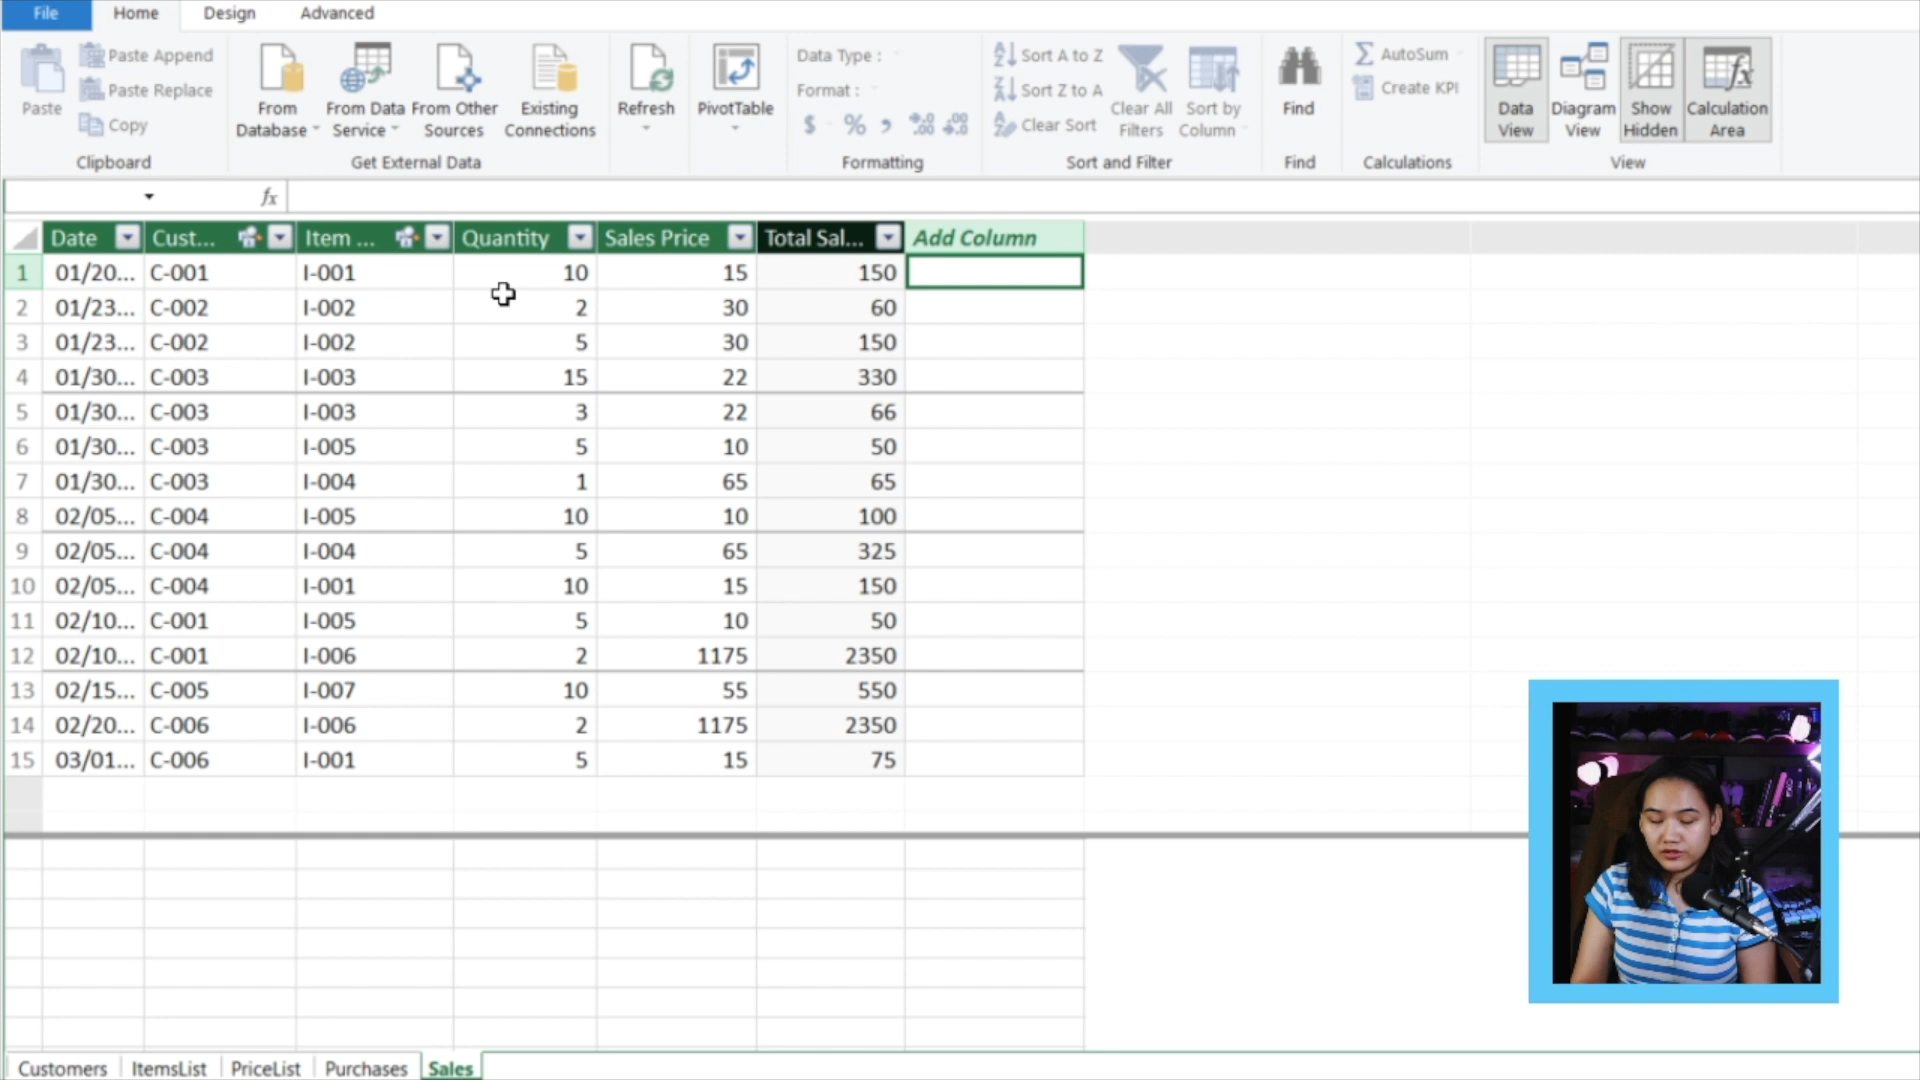 File Home Design Advanced
Paste
Paste Append
Paste Replace
Copy
Clipboard
From Database
From Data Service
From Other Sources
Existing Connections
Get External Data
Refresh
PivotTable
Data Type :
Format :
$ % , .00 .00
Formatting
Sort A to Z
Sort Z to A
Clear Sort
Clear All Filters
Sort by Column
Sort and Filter
Find
Find
AutoSum
Create KPI
Calculations
Data View
Diagram View
Show Hidden
Calculation Area
View
fx
Date Cust... Item ... Quantity Sales Price Total Sal... Add Column
1 01/20... C-001 I-001 10 15 150
2 01/23... C-002 I-002 2 30 60
3 01/23... C-002 I-002 5 30 150
4 01/30... C-003 I-003 15 22 330
5 01/30... C-003 I-003 3 22 66
6 01/30... C-003 I-005 5 10 50
7 01/30... C-003 I-004 1 65 65
8 02/05... C-004 I-005 10 10 100
9 02/05... C-004 I-004 5 65 325
10 02/05... C-004 I-001 10 15 150
11 02/10... C-001 I-005 5 10 50
12 02/10... C-001 I-006 2 1175 2350
13 02/15... C-005 I-007 10 55 550
14 02/20... C-006 I-006 2 1175 2350
15 03/01... C-006 I-001 5 15 75
Customers ItemsList PriceList Purchases Sales